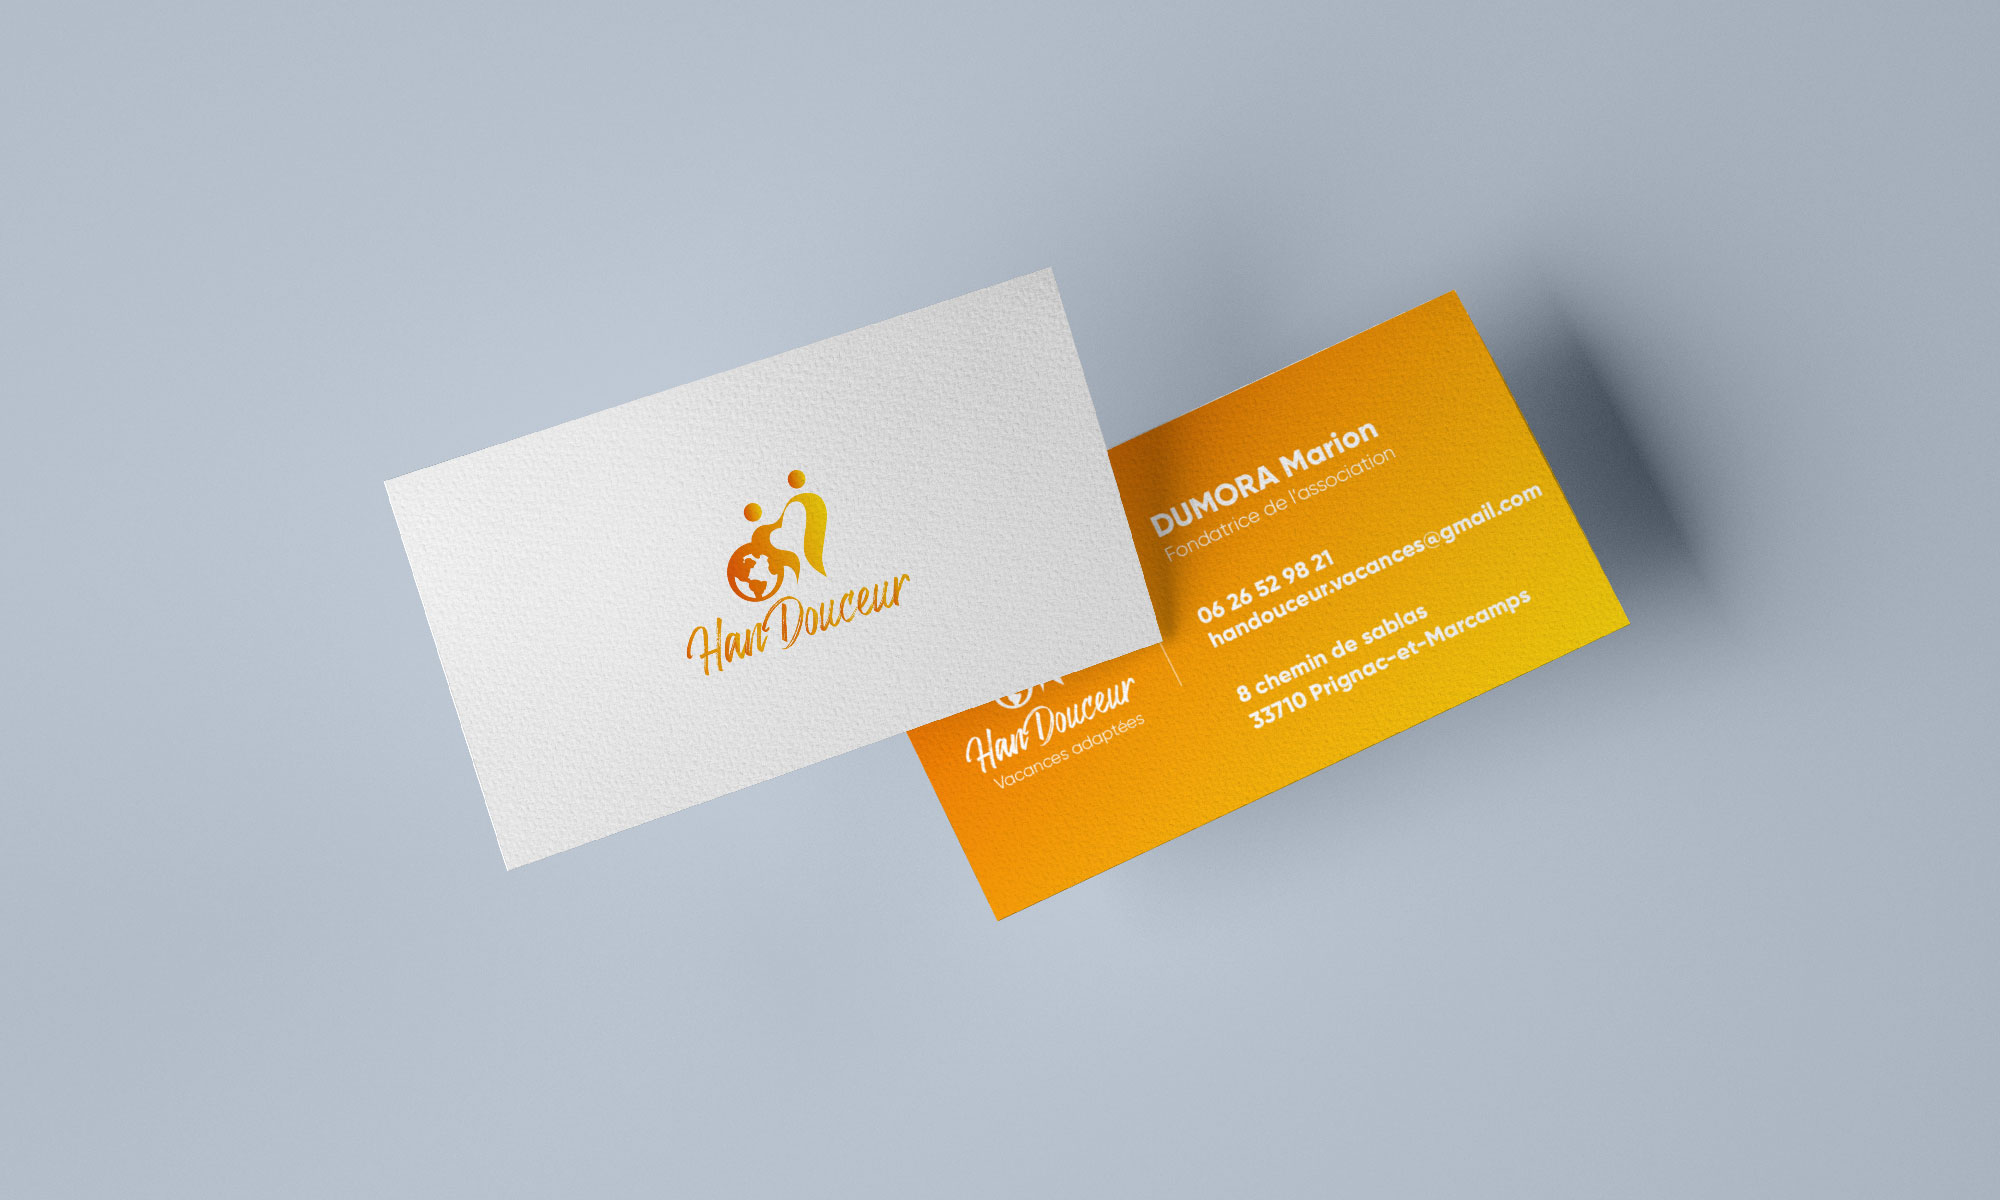 HanDouceur
DUMORA Marion
Fondatrice de l'association
06 26 52 98 21
handouceur.vacances@gmail.com
8 chemin de sablas
33710 Prignac-et-Marcamps
HanDouceur
Vacances adaptées